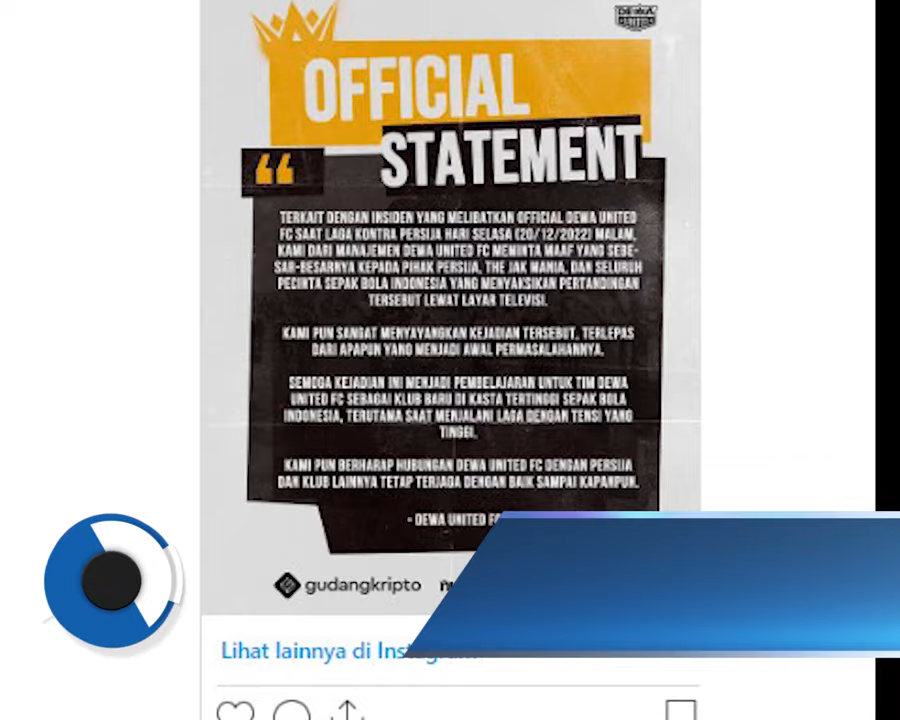 DEWA
UNITED
OFFICIAL
STATEMENT
TERKAIT DENGAN INSIDEN YANG MELIBATKAN OFFICIAL DEWA UNITED
FC SAAT LAGA KONTRA PERSIJA HARI SELASA (20/12/2022) MALAM,
KAMI DARI MANAJEMEN DEWA UNITED FC MEMINTA MAAF YANG SEBE-
SAR-BESARNYA KEPADA PIHAK PERSIJA, THE JAK MANIA, DAN SELURUH
PECINTA SEPAK BOLA INDONESIA YANG MENYAKSIKAN PERTANDINGAN
TERSEBUT LEWAT LAYAR TELEVISI.
KAMI PUN SANGAT MENYAYANGKAN KEJADIAN TERSEBUT, TERLEPAS
DARI APAPUN YANG MENJADI AWAL PERMASALAHANNYA.
SEMOGA KEJADIAN INI MENJADI PEMBELAJARAN UNTUK TIM DEWA
UNITED FC SEBAGAI KLUB BARU DI KASTA TERTINGGI SEPAK BOLA
INDONESIA, TERUTAMA SAAT MENJALANI LAGA DENGAN TENSI YANG
TINGGI.
KAMI PUN BERHARAP HUBUNGAN DEWA UNITED FC DENGAN PERSIJA
DAN KLUB LAINNYA TETAP TERJAGA DENGAN BAIK SAMPAI KAPANPUN.
- DEWA UNITED FC
gudangkripto
Lihat lainnya di Instagram